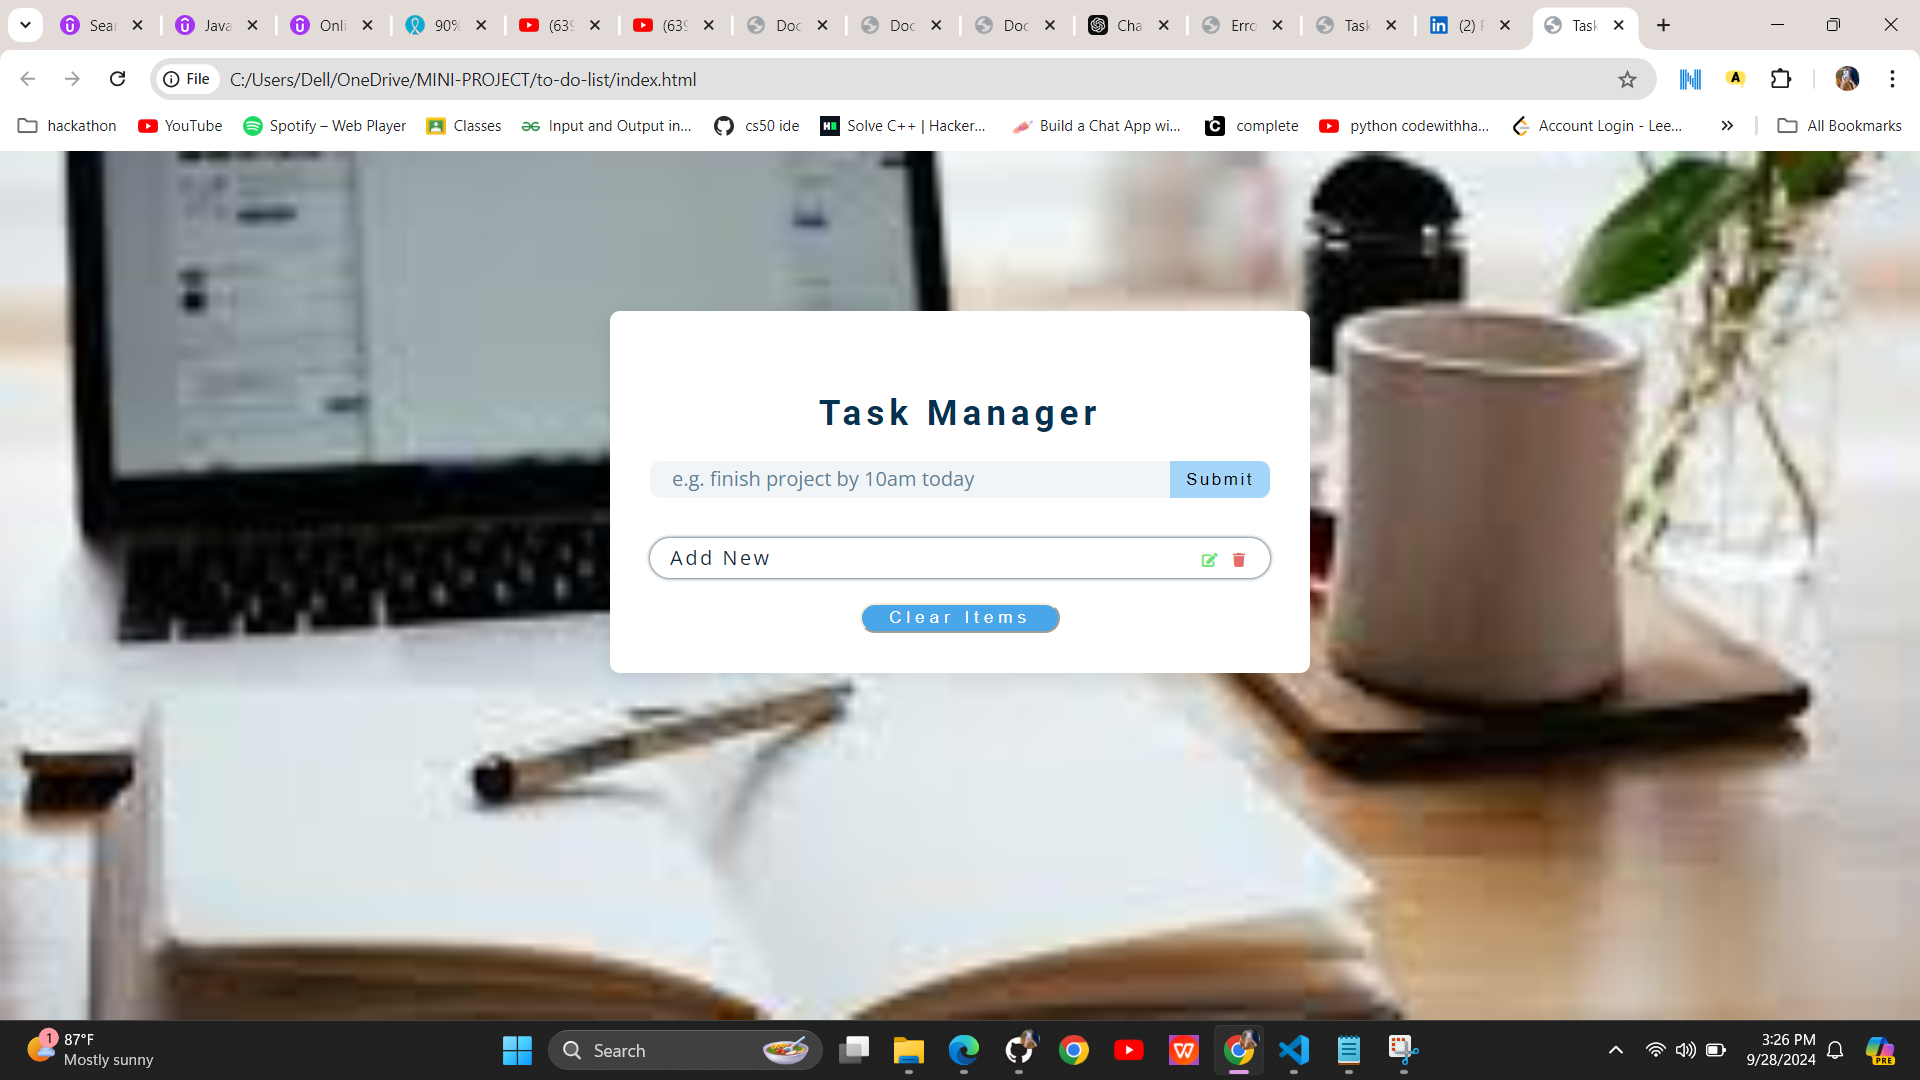 Sear
Java
Onli
90%
(639
(639
Doc
Doc
Doc
Cha
Erro
Task
(2) F
Task
File
C:/Users/Dell/OneDrive/MINI-PROJECT/to-do-list/index.html
hackathon
YouTube
Spotify – Web Player
Classes
Input and Output in...
cs50 ide
Solve C++ | Hacker...
Build a Chat App wi...
complete
python codewithha...
Account Login - Lee...
All Bookmarks
Task Manager
e.g. finish project by 10am today
Submit
Add New
Clear Items
1
87°F
Mostly sunny
Search
3:26 PM
9/28/2024
PRE